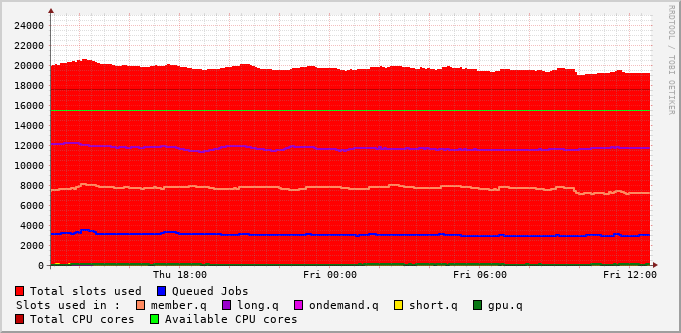 RRDTOOL / TOBI OETIKER
24000
22000
20000
18000
16000
14000
12000
10000
8000
6000
4000
2000
0
Thu 18:00 Fri 00:00 Fri 06:00 Fri 12:00
Total slots used Queued Jobs
Slots used in : member.q long.q ondemand.q short.q gpu.q
Total CPU cores Available CPU cores